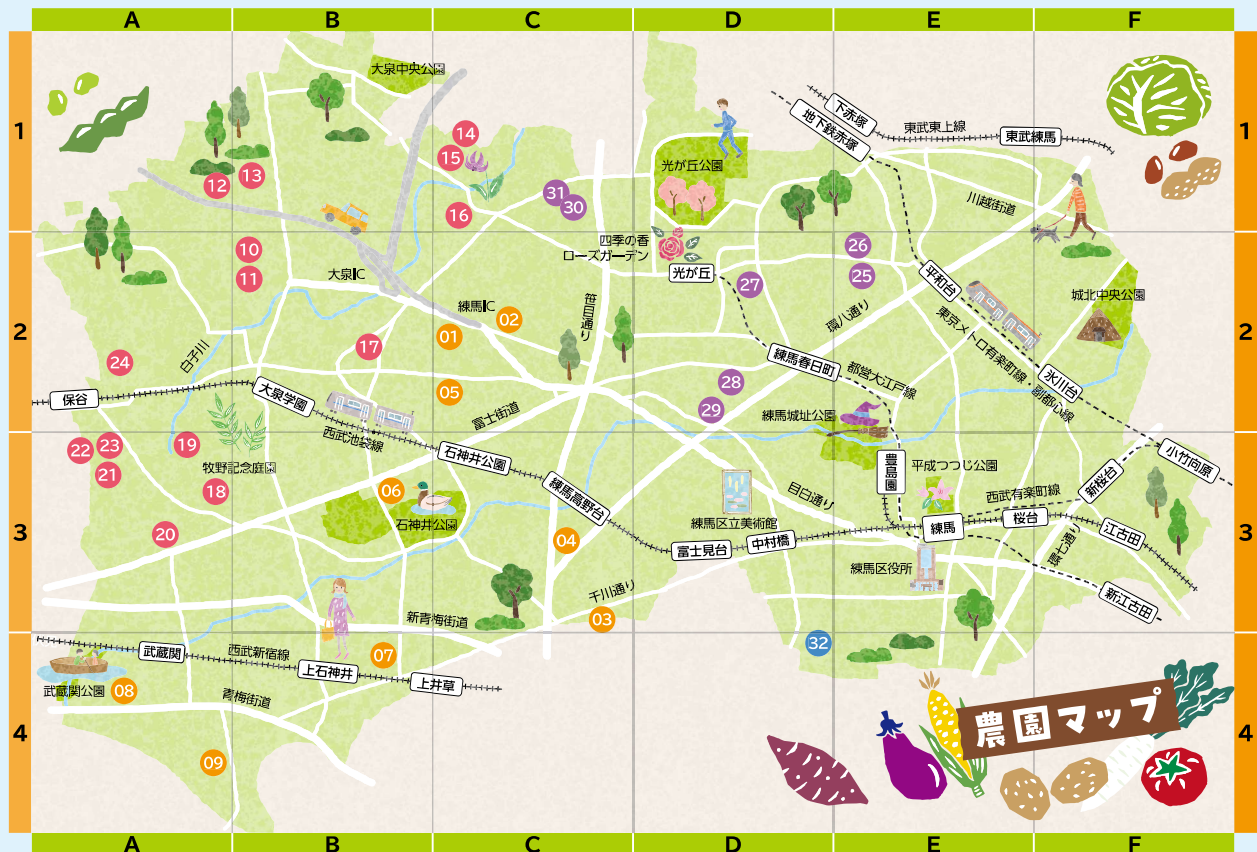 A
B
C
D
E
F
1
1
大泉中央公園
14
15
12
13
16
31
30
光が丘公園
下赤塚
地下鉄赤塚
東武東上線
東武練馬
川越街道
2
2
10
11
大泉IC
練馬IC
四季の香
ローズガーデン
光が丘
笹目通り
02
01
17
05
24
白子川
保谷
大泉学園
西武池袋線
富士街道
26
25
27
平和台
環八通り
東京メトロ有楽町線・副都心線
城北中央公園
氷川台
練馬春日町
都営大江戸線
28
29
練馬城址公園
3
3
22
23
21
19
18
20
牧野記念庭園
石神井公園
06
石神井公園
練馬高野台
04
練馬区立美術館
目白通り
富士見台
中村橋
豊島園
平成つつじ公園
西武有楽町線
練馬
桜台
新桜台
小竹向原
江古田
環七通り
新江古田
練馬区役所
千川通り
03
新青梅街道
4
4
武蔵関
西武新宿線
上石神井
07
上井草
武蔵関公園
08
青梅街道
09
32
農園マップ
A
B
C
D
E
F